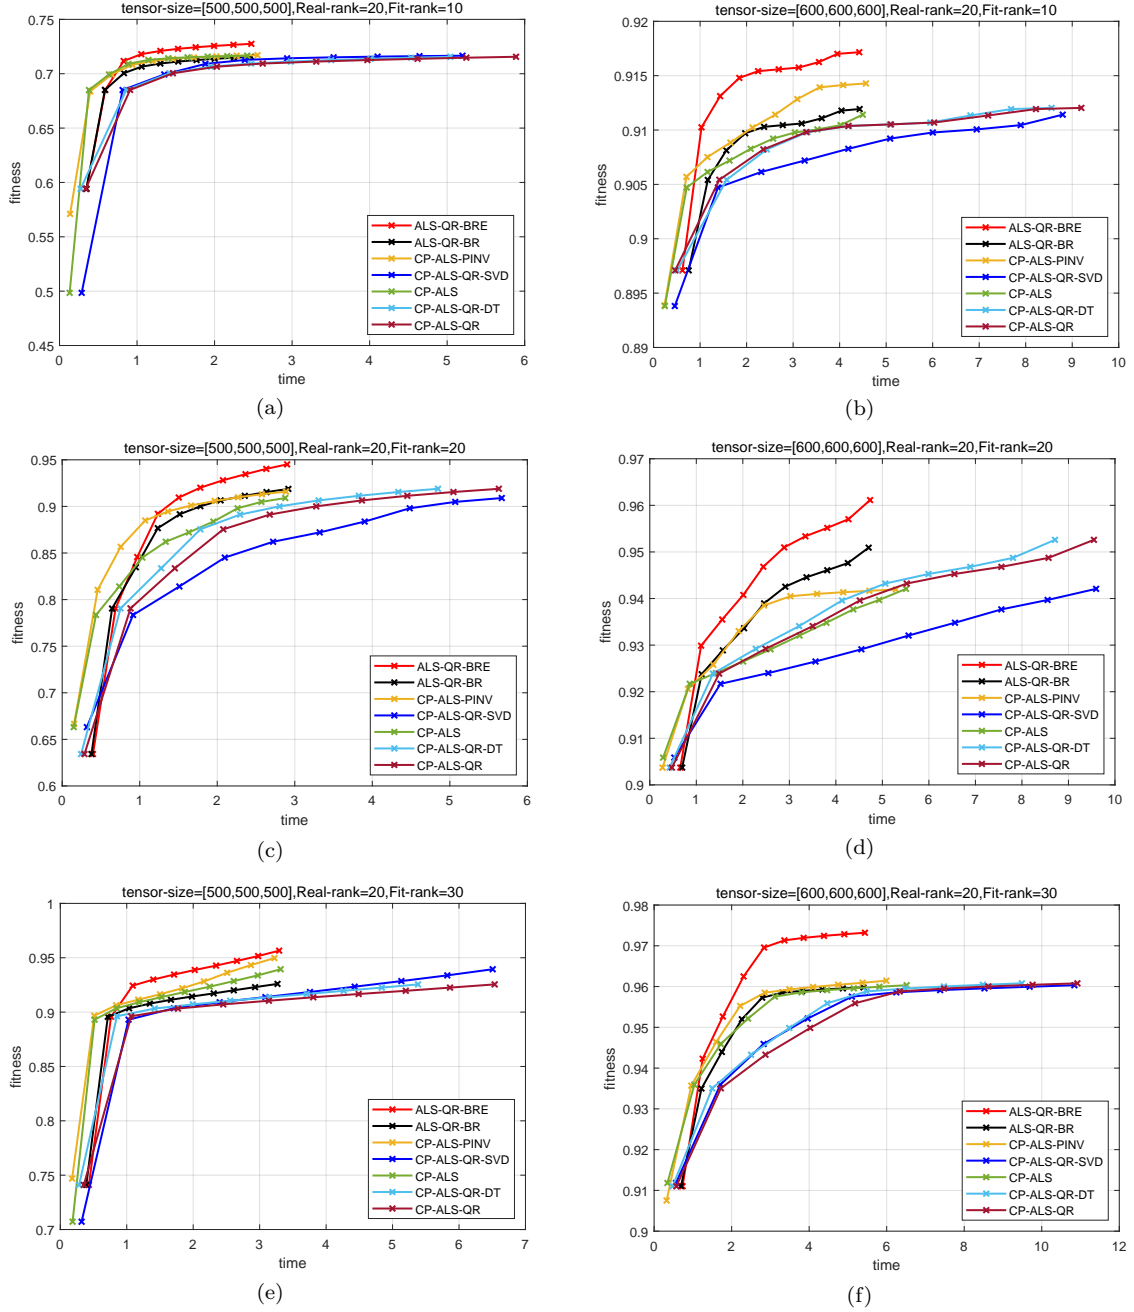 tensor-size=[500,500,500],Real-rank=20,Fit-rank=10
0.75
0.7
0.65
0.6
0.55
0.5
0.45
fitness
0 1 2 3 4 5 6
time
ALS-QR-BRE
ALS-QR-BR
CP-ALS-PINV
CP-ALS-QR-SVD
CP-ALS
CP-ALS-QR-DT
CP-ALS-QR
(a)
tensor-size=[600,600,600],Real-rank=20,Fit-rank=10
0.92
0.915
0.91
0.905
0.9
0.895
0.89
fitness
0 1 2 3 4 5 6 7 8 9 10
time
ALS-QR-BRE
ALS-QR-BR
CP-ALS-PINV
CP-ALS-QR-SVD
CP-ALS
CP-ALS-QR-DT
CP-ALS-QR
(b)
tensor-size=[500,500,500],Real-rank=20,Fit-rank=20
0.95
0.9
0.85
0.8
0.75
0.7
0.65
0.6
fitness
0 1 2 3 4 5 6
time
ALS-QR-BRE
ALS-QR-BR
CP-ALS-PINV
CP-ALS-QR-SVD
CP-ALS
CP-ALS-QR-DT
CP-ALS-QR
(c)
tensor-size=[600,600,600],Real-rank=20,Fit-rank=20
0.97
0.96
0.95
0.94
0.93
0.92
0.91
0.9
fitness
0 1 2 3 4 5 6 7 8 9 10
time
ALS-QR-BRE
ALS-QR-BR
CP-ALS-PINV
CP-ALS-QR-SVD
CP-ALS
CP-ALS-QR-DT
CP-ALS-QR
(d)
tensor-size=[500,500,500],Real-rank=20,Fit-rank=30
1
0.95
0.9
0.85
0.8
0.75
0.7
fitness
0 1 2 3 4 5 6 7
time
ALS-QR-BRE
ALS-QR-BR
CP-ALS-PINV
CP-ALS-QR-SVD
CP-ALS
CP-ALS-QR-DT
CP-ALS-QR
(e)
tensor-size=[600,600,600],Real-rank=20,Fit-rank=30
0.98
0.97
0.96
0.95
0.94
0.93
0.92
0.91
0.9
fitness
0 2 4 6 8 10 12
time
ALS-QR-BRE
ALS-QR-BR
CP-ALS-PINV
CP-ALS-QR-SVD
CP-ALS
CP-ALS-QR-DT
CP-ALS-QR
(f)